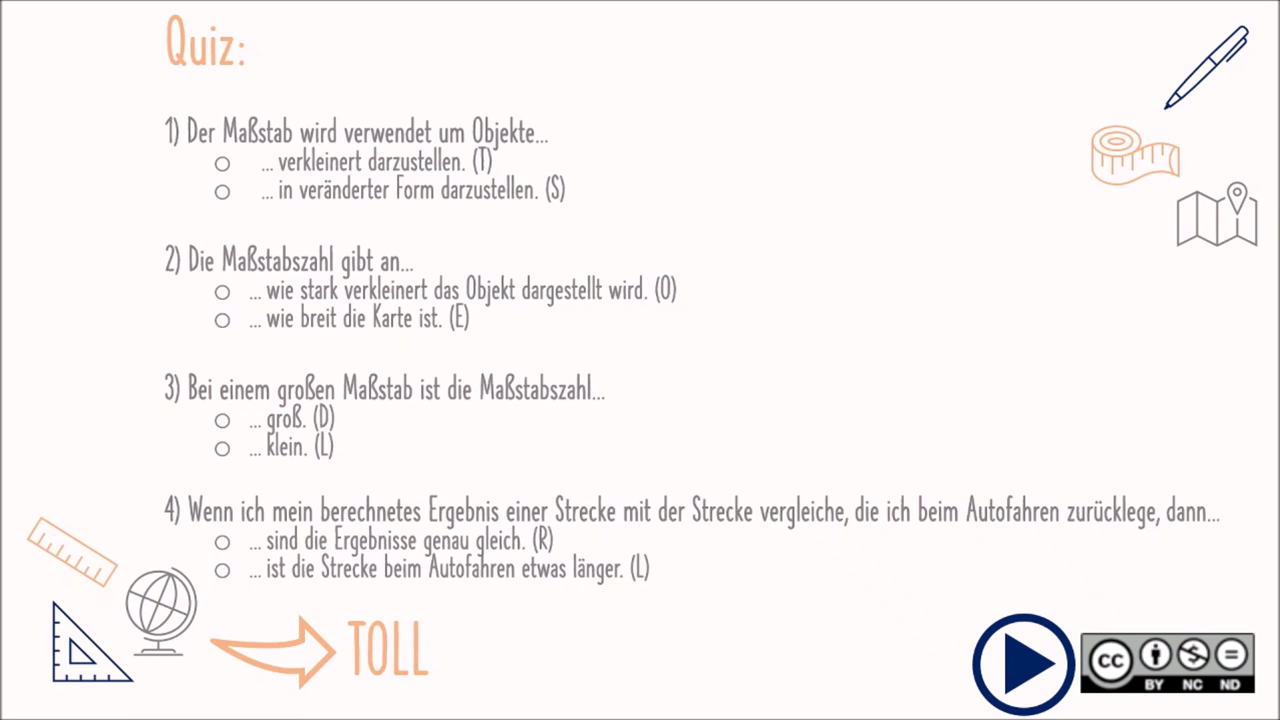 Quiz:
1) Der Maßstab wird verwendet um Objekte...
... verkleinert darzustellen. (T)
... in veränderter Form darzustellen. (S)
2) Die Maßstabszahl gibt an...
... wie stark verkleinert das Objekt dargestellt wird. (O)
... wie breit die Karte ist. (E)
3) Bei einem großen Maßstab ist die Maßstabszahl...
... groß. (D)
... klein. (L)
4) Wenn ich mein berechnetes Ergebnis einer Strecke mit der Strecke vergleiche, die ich beim Autofahren zurücklege, dann...
... sind die Ergebnisse genau gleich. (R)
... ist die Strecke beim Autofahren etwas länger. (L)
TOLL
CC
BY NC ND